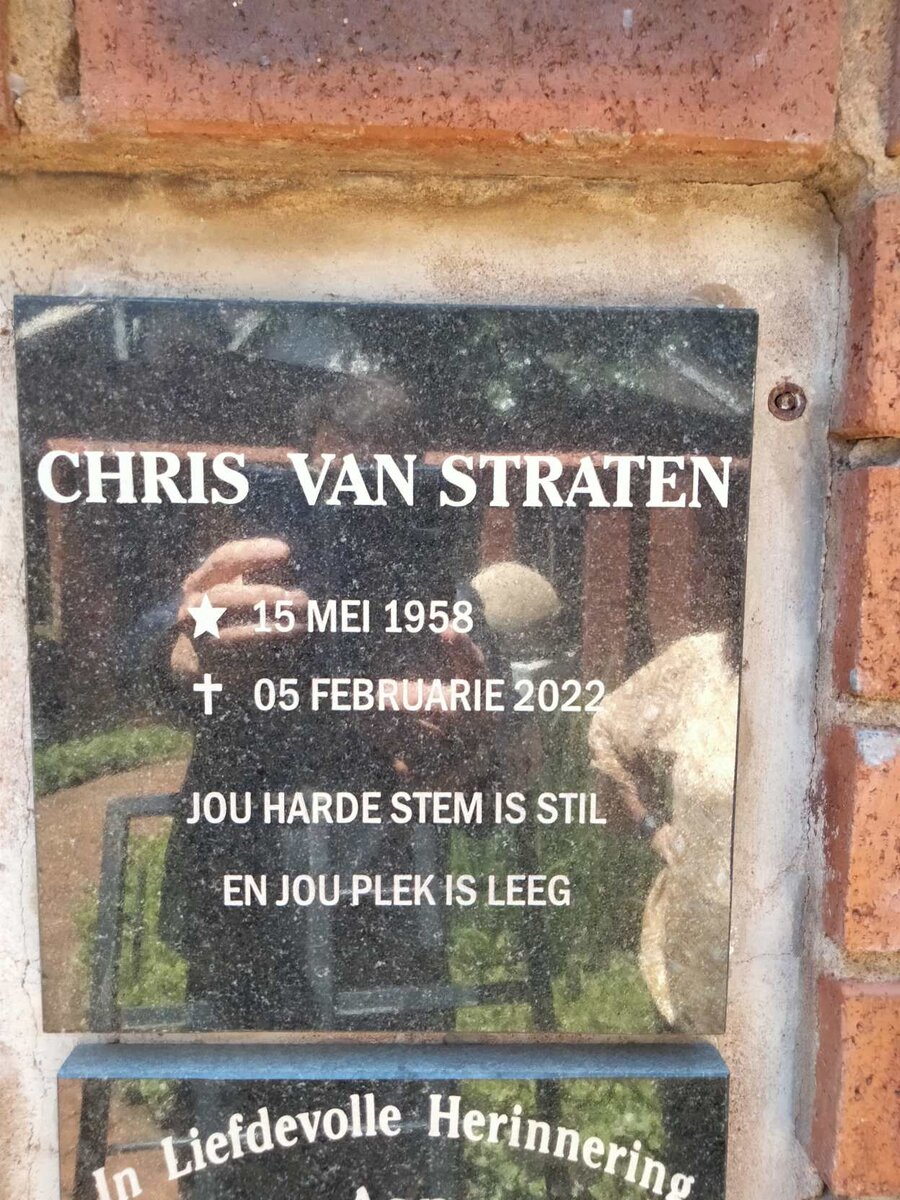 CHRIS VAN STRATEN
15 MEI 1958
05 FEBRUARIE 2022
JOU HARDE STEM IS STIL
EN JOU PLEK IS LEEG
In Liefdevolle Herinnering